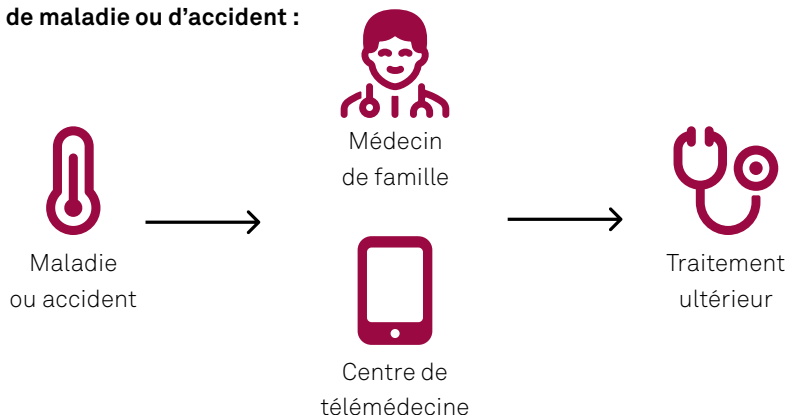 de maladie ou d’accident :
Médecin
de famille
Maladie
ou accident
Traitement
ultérieur
Centre de
télémédecine